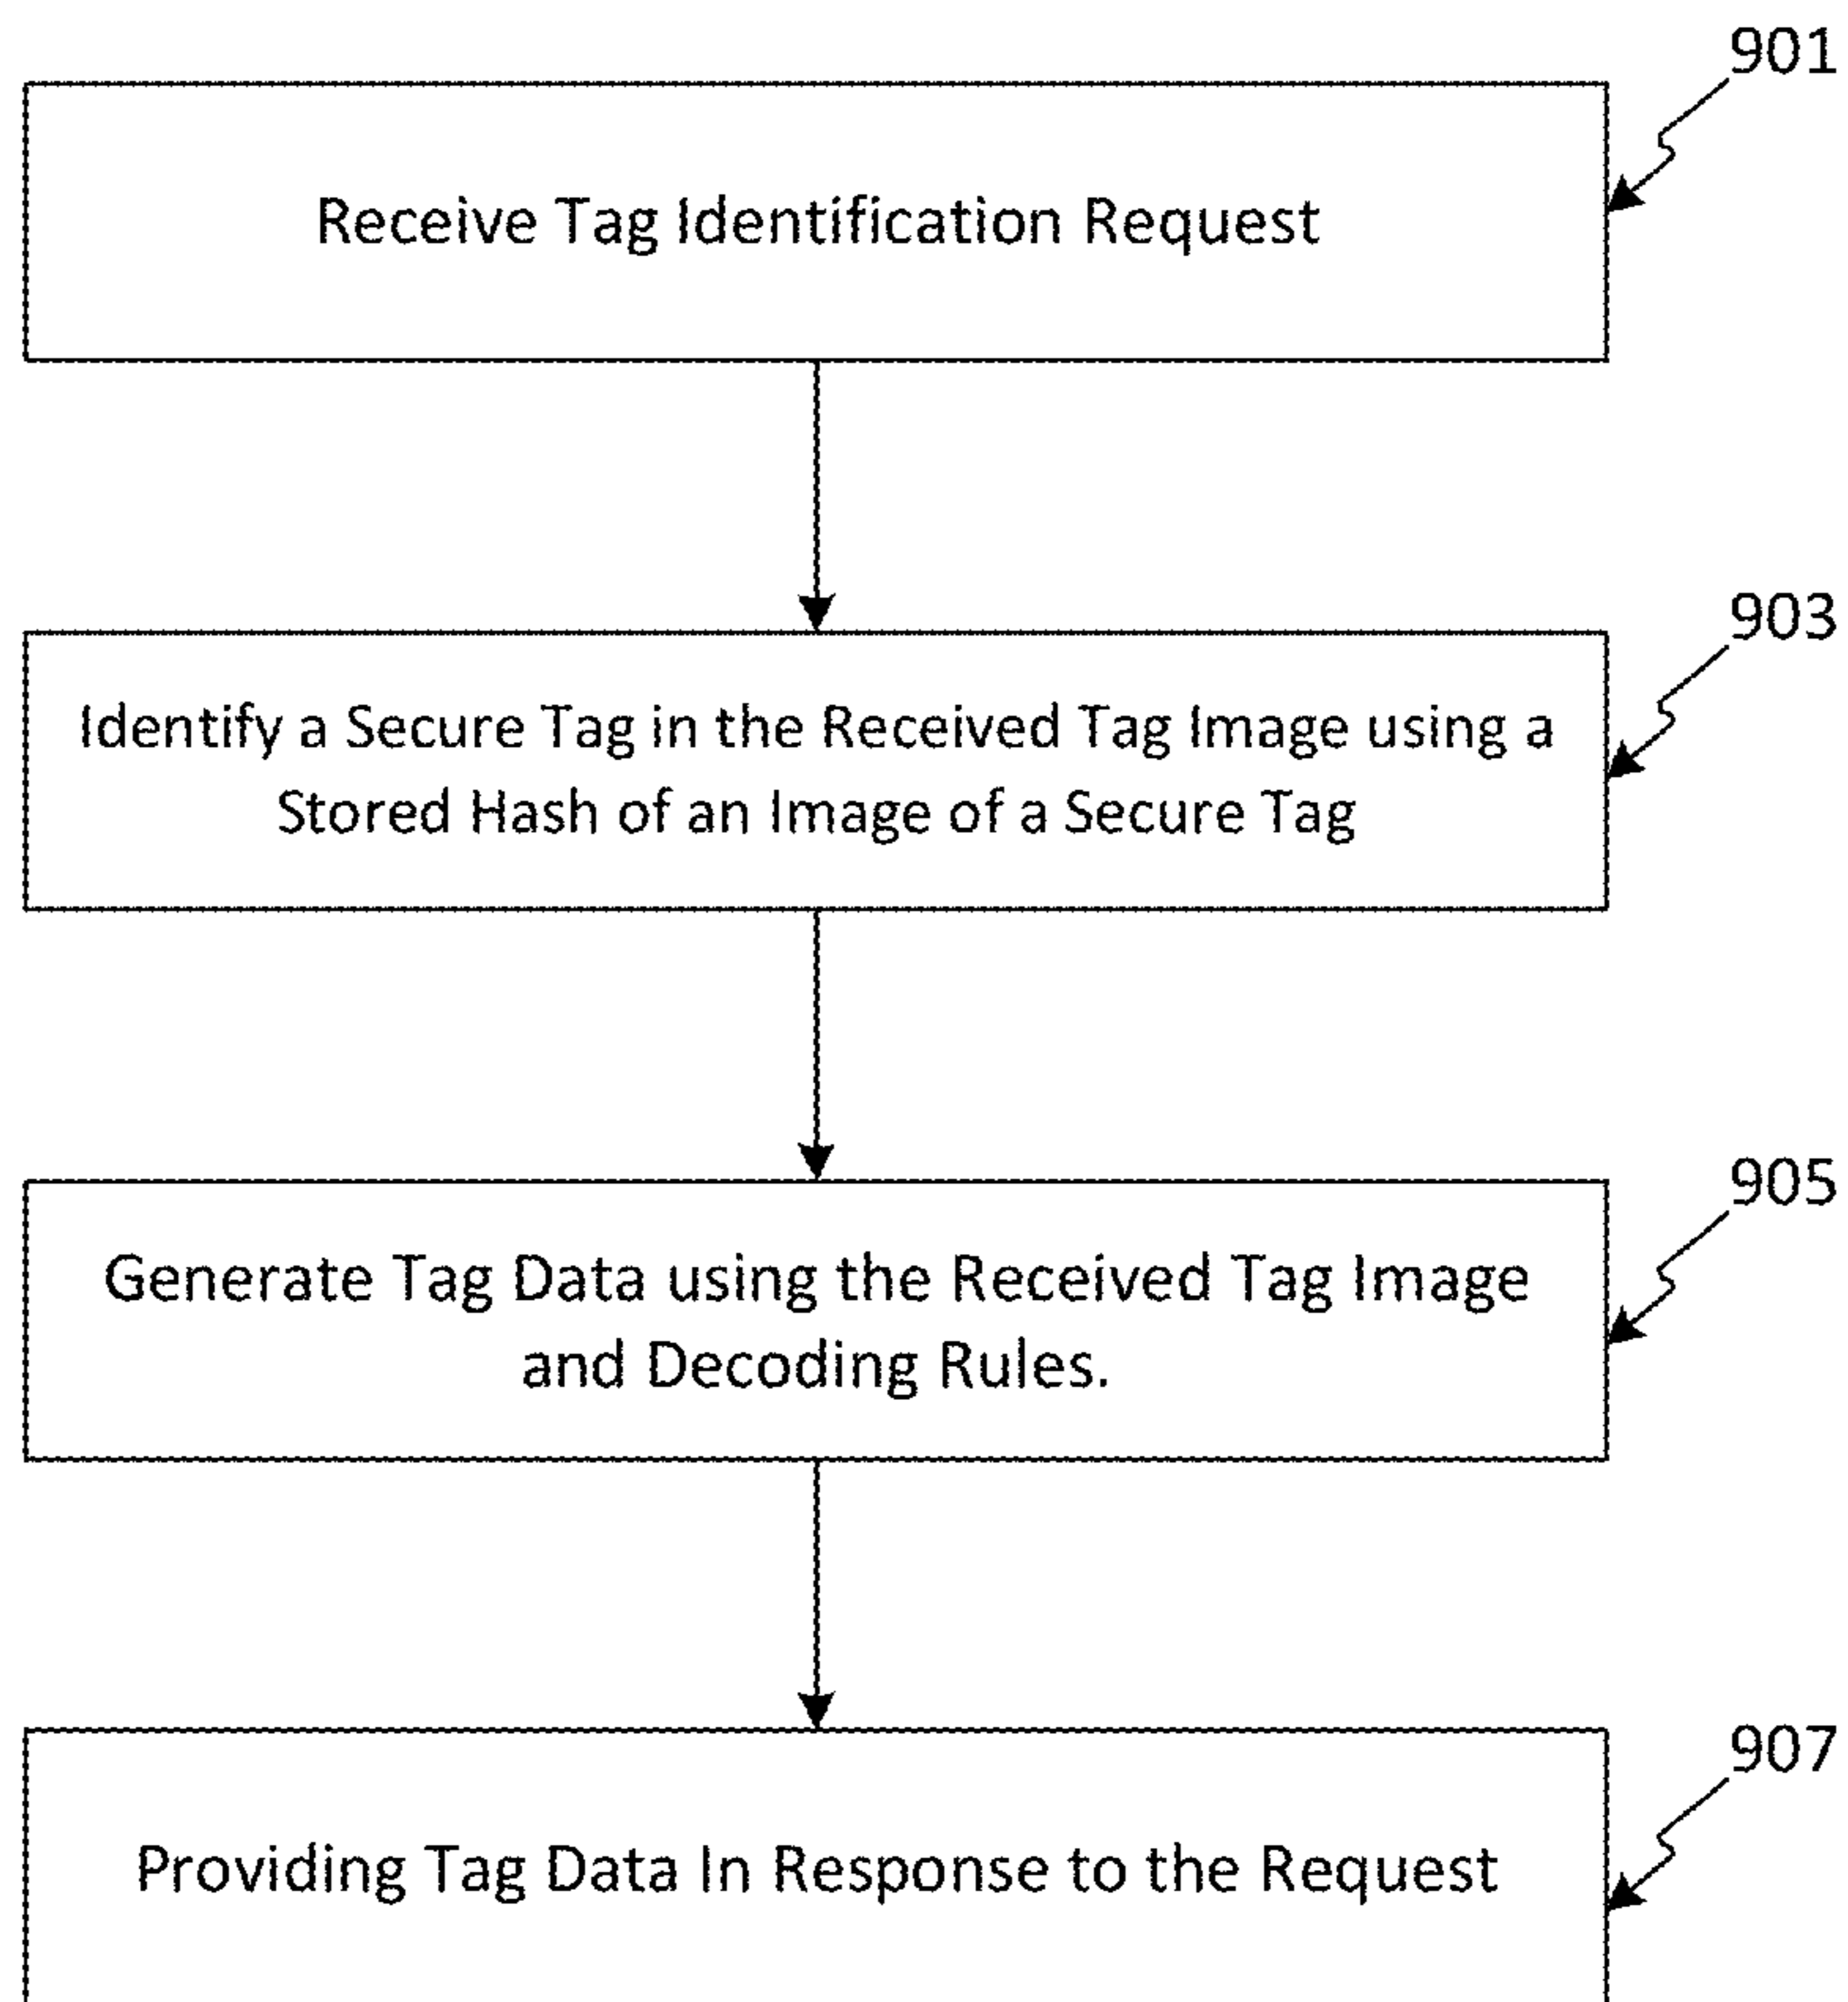 901
Receive Tag Identification Request
903
Identify a Secure Tag in the Received Tag Image using a
Stored Hash of an Image of a Secure Tag
905
Generate Tag Data using the Received Tag Image
and Decoding Rules.
907
Providing Tag Data In Response to the Request